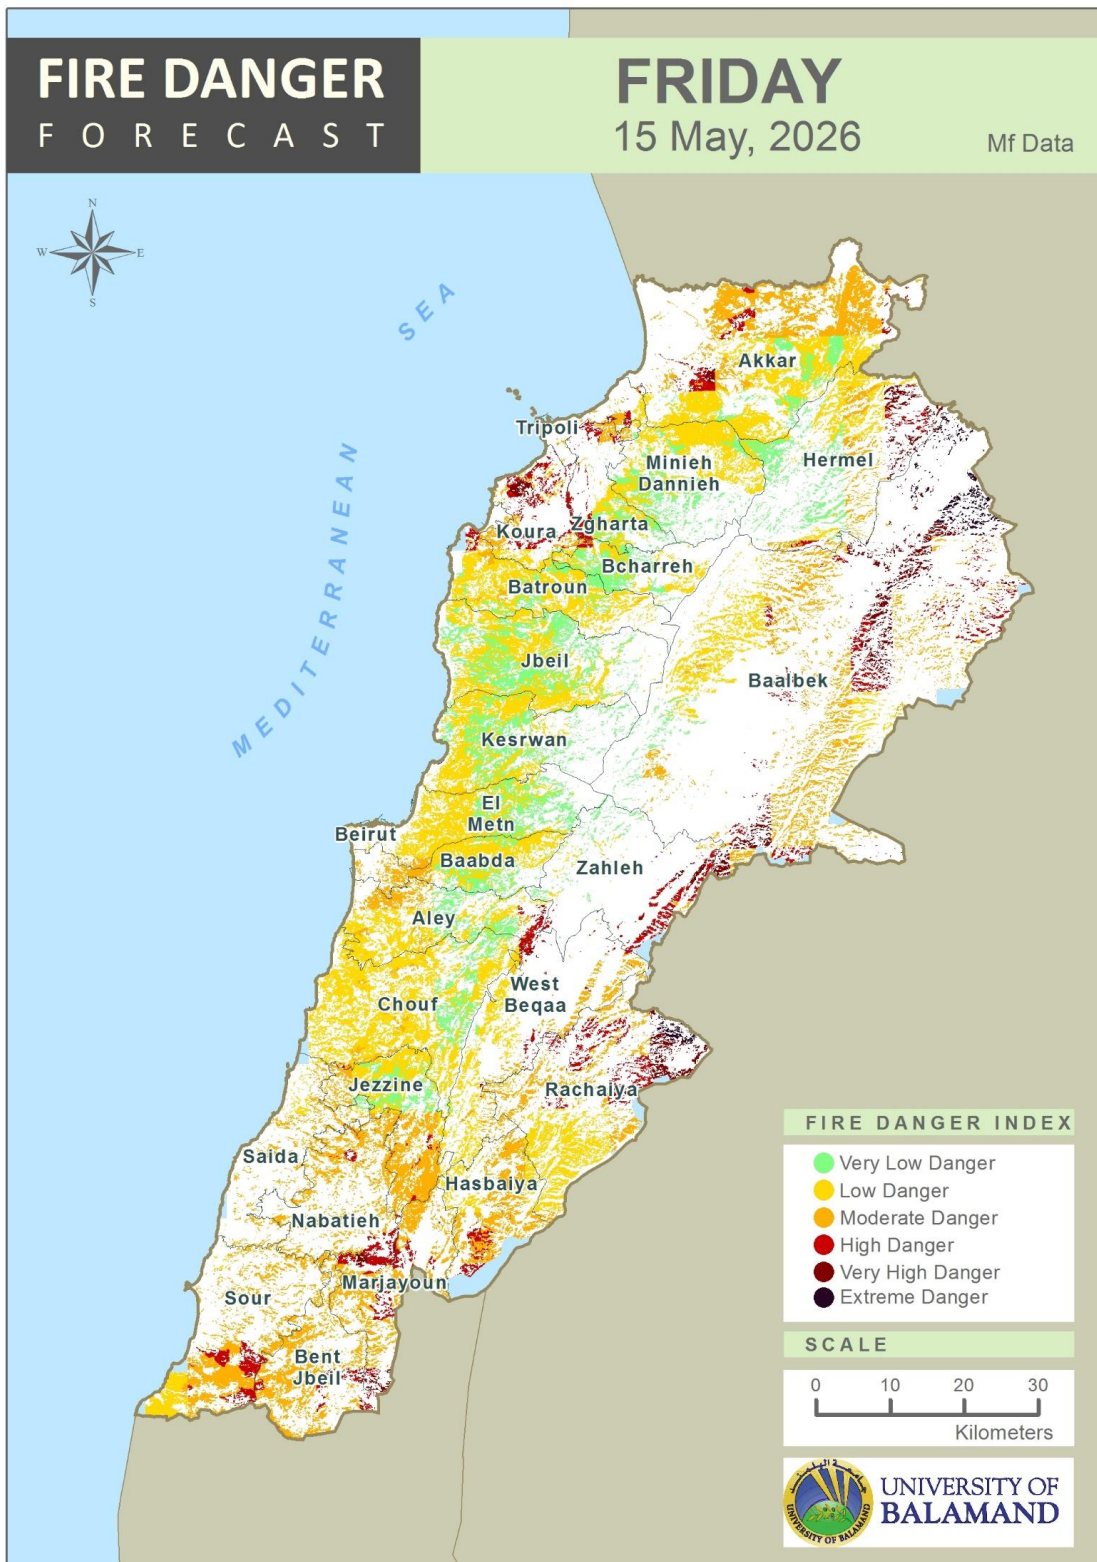 FIRE DANGER
FORECAST
FRIDAY
15 May, 2026
Mf Data
N
W
E
S
MEDITERRANEAN SEA
Akkar
Tripoli
Minieh
Dannieh
Hermel
Koura
Zgharta
Bcharreh
Batroun
Jbeil
Baalbek
Kesrwan
El
Metn
Beirut
Baabda
Zahleh
Aley
West
Beqaa
Chouf
Jezzine
Rachaiya
Saida
Hasbaiya
Nabatieh
Marjayoun
Sour
Bent
Jbeil
FIRE DANGER INDEX
Very Low Danger
Low Danger
Moderate Danger
High Danger
Very High Danger
Extreme Danger
SCALE
0 10 20 30
Kilometers
UNIVERSITY OF BALAMAND
UNIVERSITY OF
BALAMAND